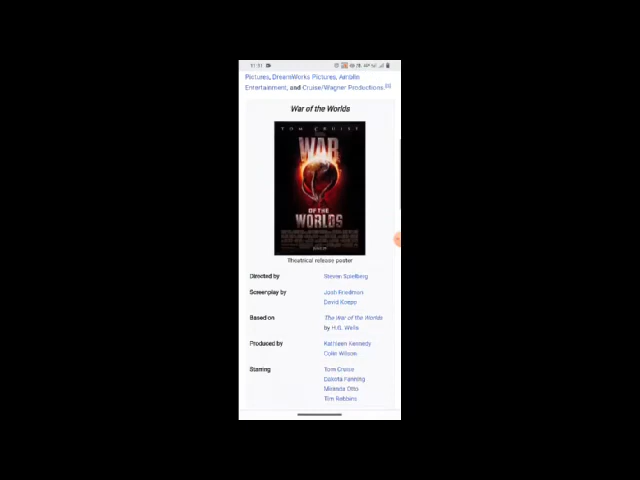 11:11
Pictures, DreamWorks Pictures, Amblin
Entertainment, and Cruise/Wagner Productions.
War of the Worlds
TOM CRUISE
WAR
OF THE
WORLDS
Theatrical release poster
Directed by Steven Spielberg
Screenplay by Josh Friedman
David Koepp
Based on The War of the Worlds
by H.G. Wells
Produced by Kathleen Kennedy
Colin Wilson
Starring Tom Cruise
Dakota Fanning
Miranda Otto
Tim Robbins